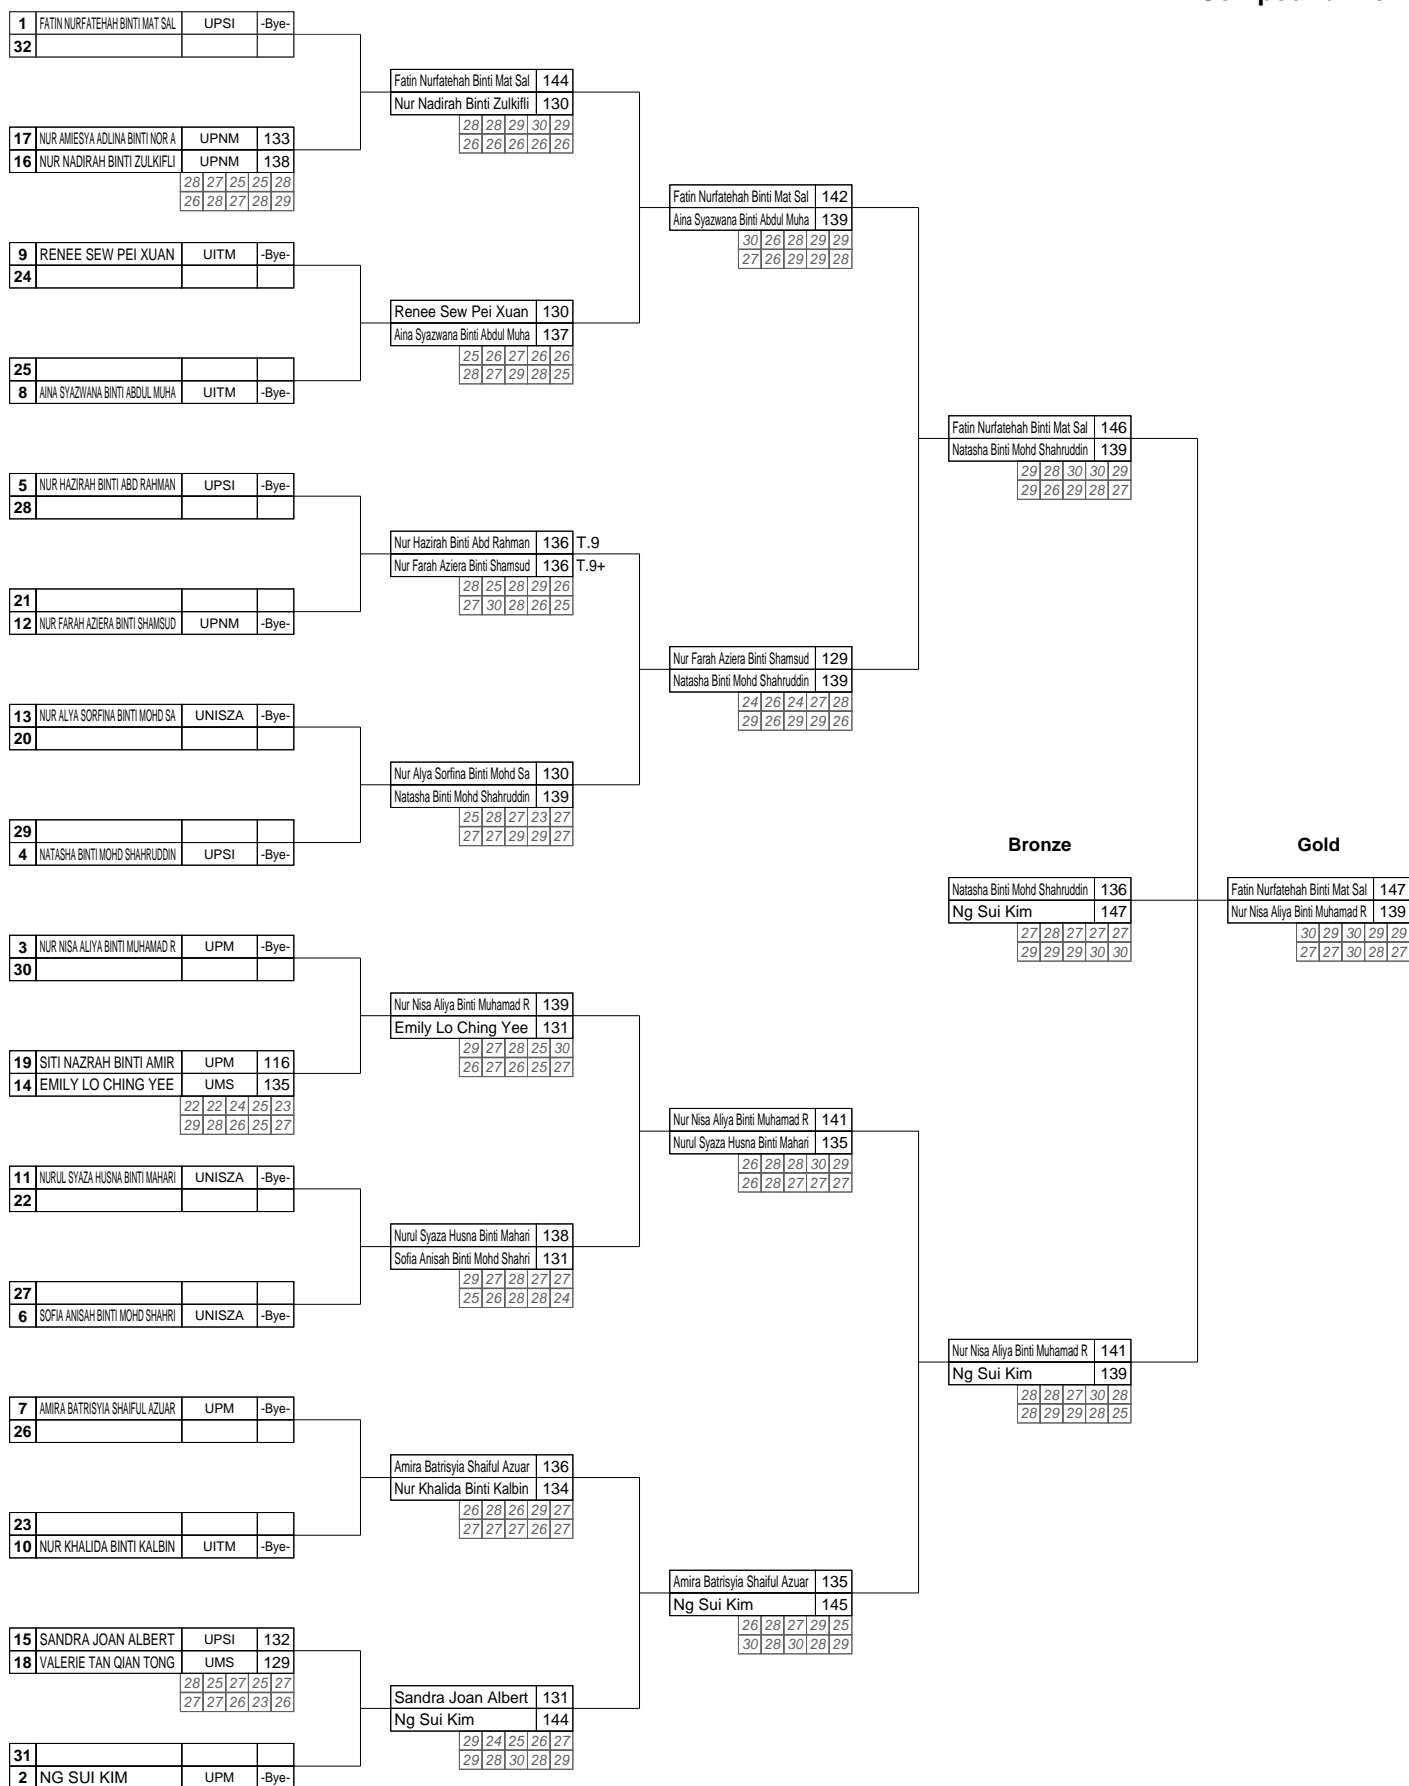 1 FATIN NURFATEHAH BINTI MAT SAL UPSI -Bye-
32
17 NUR AMIESYA ADLINA BINTI NOR A UPNM 133
16 NUR NADIRAH BINTI ZULKIFLI UPNM 138
28 27 25 25 28
26 28 27 28 29
9 RENEE SEW PEI XUAN UITM -Bye-
24
25
8 AINA SYAZWANA BINTI ABDUL MUHA UITM -Bye-
5 NUR HAZIRAH BINTI ABD RAHMAN UPSI -Bye-
28
21
12 NUR FARAH AZIERA BINTI SHAMSUD UPNM -Bye-
13 NUR ALYA SORFINA BINTI MOHD SA UNISZA -Bye-
20
29
4 NATASHA BINTI MOHD SHAHRUDDIN UPSI -Bye-
3 NUR NISA ALIYA BINTI MUHAMAD R UPM -Bye-
30
19 SITI NAZRAH BINTI AMIR UPM 116
14 EMILY LO CHING YEE UMS 135
22 22 24 25 23
29 28 26 25 27
11 NURUL SYAZA HUSNA BINTI MAHARI UNISZA -Bye-
22
27
6 SOFIA ANISAH BINTI MOHD SHAHRI UNISZA -Bye-
7 AMIRA BATRISYIA SHAIFUL AZUAR UPM -Bye-
26
23
10 NUR KHALIDA BINTI KALBIN UITM -Bye-
15 SANDRA JOAN ALBERT UPSI 132
18 VALERIE TAN QIAN TONG UMS 129
28 25 27 25 27
27 27 26 23 26
31
2 NG SUI KIM UPM -Bye-
Fatin Nurfatehah Binti Mat Sal 144
Nur Nadirah Binti Zulkifli 130
28 28 29 30 29
26 26 26 26 26
Renee Sew Pei Xuan 130
Aina Syazwana Binti Abdul Muha 137
25 26 27 26 26
28 27 29 28 25
Nur Hazirah Binti Abd Rahman 136 T.9
Nur Farah Aziera Binti Shamsud 136 T.9+
28 25 28 29 26
27 30 28 26 25
Nur Alya Sorfina Binti Mohd Sa 130
Natasha Binti Mohd Shahruddin 139
25 28 27 23 27
27 27 29 29 27
Nur Nisa Aliya Binti Muhamad R 139
Emily Lo Ching Yee 131
29 27 28 25 30
26 27 26 25 27
Nurul Syaza Husna Binti Mahari 138
Sofia Anisah Binti Mohd Shahri 131
29 27 28 27 27
25 26 28 28 24
Amira Batrisyia Shaiful Azuar 136
Nur Khalida Binti Kalbin 134
26 28 26 29 27
27 27 27 26 27
Sandra Joan Albert 131
Ng Sui Kim 144
29 24 25 26 27
29 28 30 28 29
Fatin Nurfatehah Binti Mat Sal 142
Aina Syazwana Binti Abdul Muha 139
30 26 28 29 29
27 26 29 29 28
Nur Farah Aziera Binti Shamsud 129
Natasha Binti Mohd Shahruddin 139
24 26 24 27 28
29 26 29 29 26
Nur Nisa Aliya Binti Muhamad R 141
Nurul Syaza Husna Binti Mahari 135
26 28 28 30 29
26 28 27 27 27
Amira Batrisyia Shaiful Azuar 135
Ng Sui Kim 145
26 28 27 29 25
30 28 30 28 29
Fatin Nurfatehah Binti Mat Sal 146
Natasha Binti Mohd Shahruddin 139
29 28 30 30 29
29 26 29 28 27
Nur Nisa Aliya Binti Muhamad R 141
Ng Sui Kim 139
28 28 27 30 28
28 29 29 28 25
Bronze
Natasha Binti Mohd Shahruddin 136
Ng Sui Kim 147
27 28 27 27 27
29 29 29 30 30
Gold
Fatin Nurfatehah Binti Mat Sal 147
Nur Nisa Aliya Binti Muhamad R 139
30 29 30 29 29
27 27 30 28 27